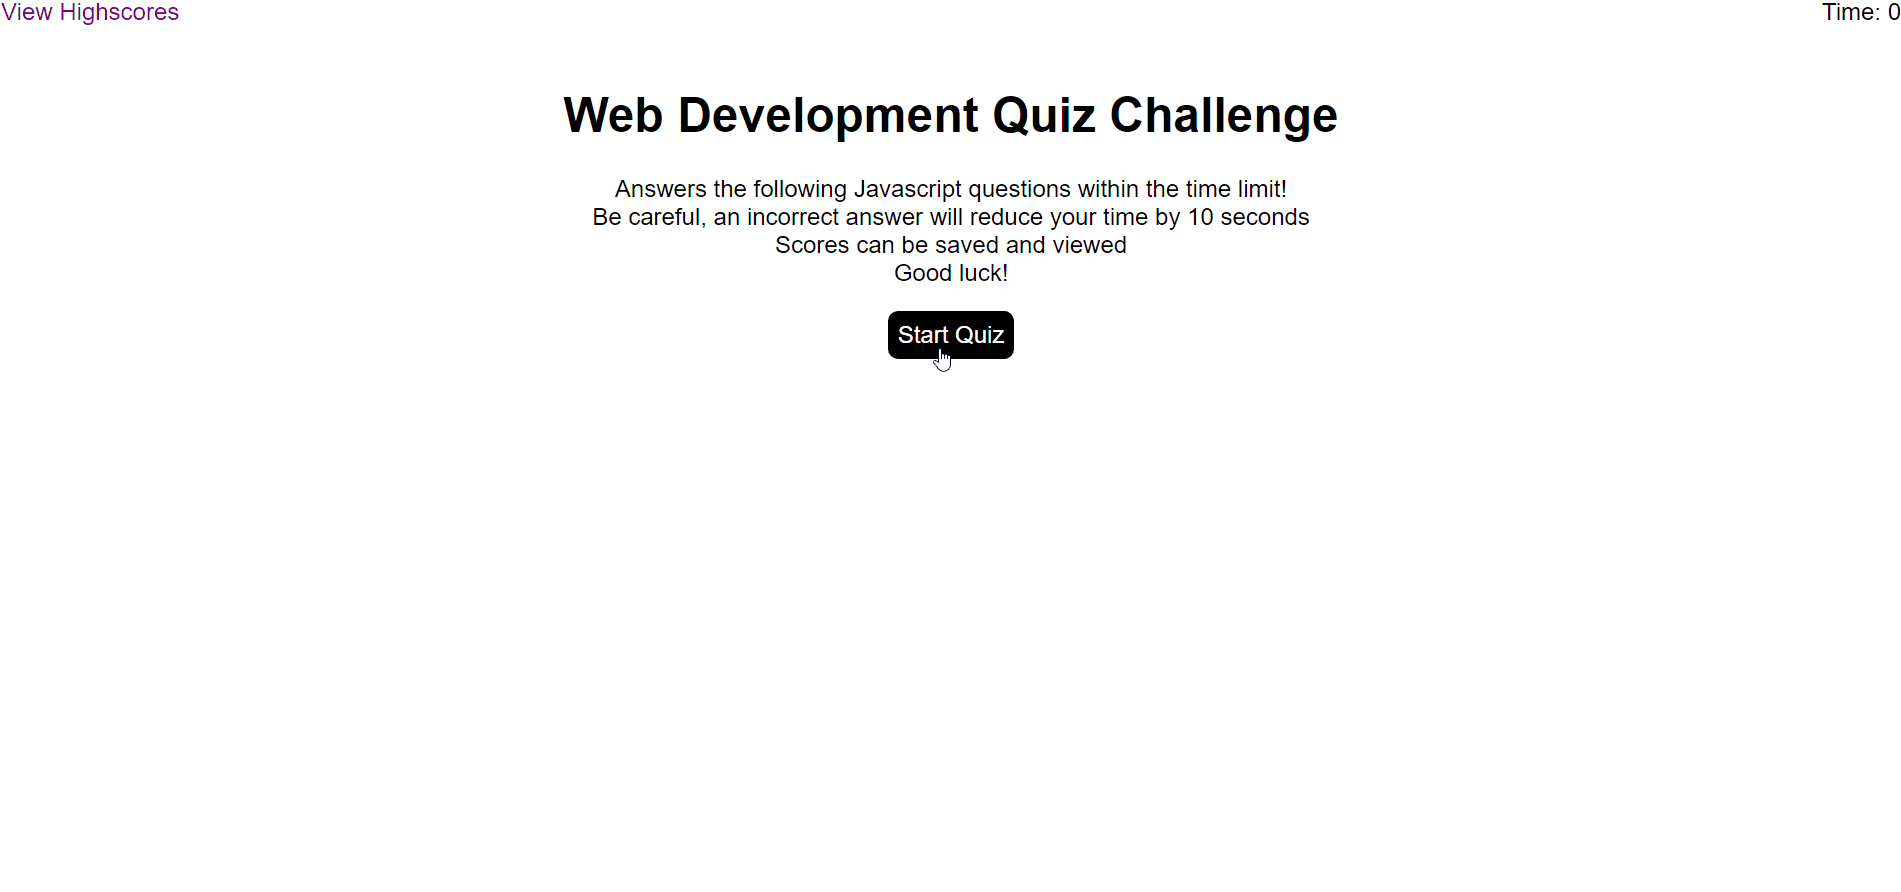 View Highscores
Time: 0
Web Development Quiz Challenge
Answers the following Javascript questions within the time limit!
Be careful, an incorrect answer will reduce your time by 10 seconds
Scores can be saved and viewed
Good luck!
Start Quiz